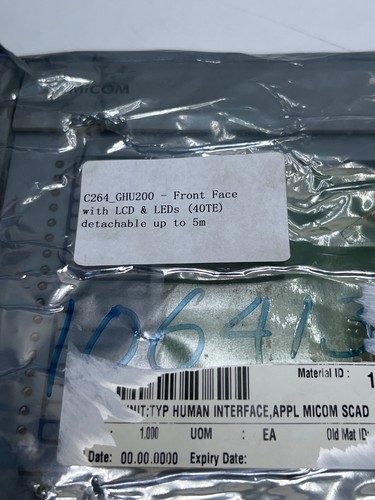 MiCOM
C264_GHU200 - Front Face
with LCD & LEDs (40TE)
detachable up to 5m
Material ID : 1
:TYP HUMAN INTERFACE,APPL MICOM SCAD
1.000 UOM : EA Old Mat ID:
Date: 00.00.0000 Expiry Date: